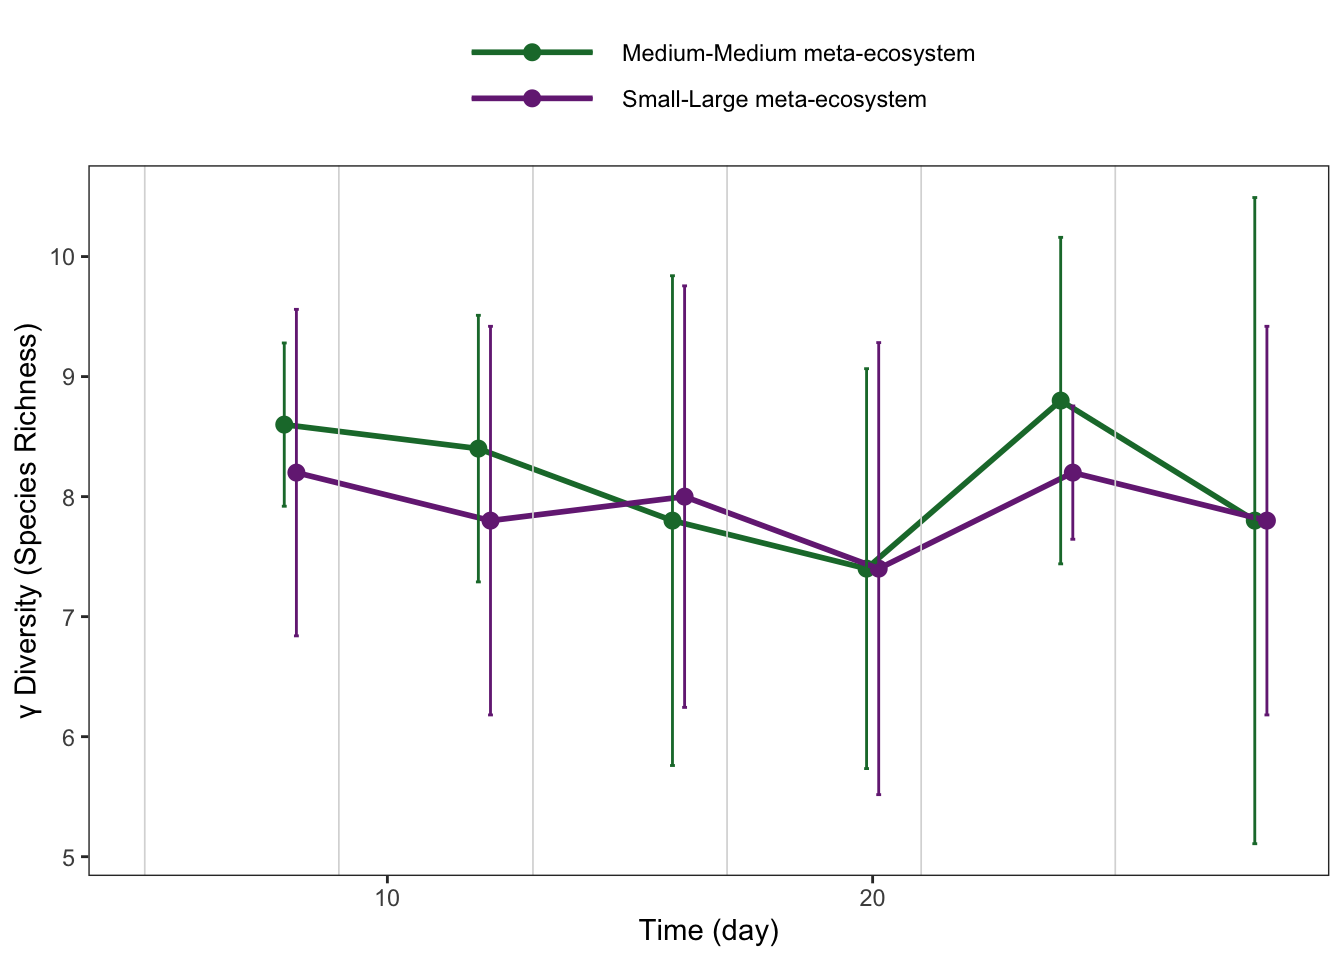 Medium-Medium meta-ecosystem
Small-Large meta-ecosystem
10
9
8
7
6
5
γ Diversity (Species Richness)
10 20
Time (day)